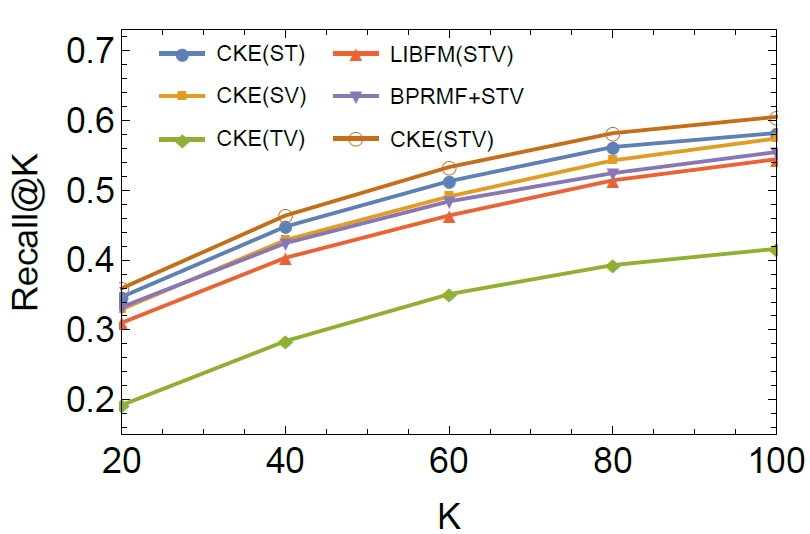 CKE(ST) LIBFM(STV)
CKE(SV) BPRMF+STV
CKE(TV) CKE(STV)
Recall@K
0.7
0.6
0.5
0.4
0.3
0.2
20 40 60 80 100
K